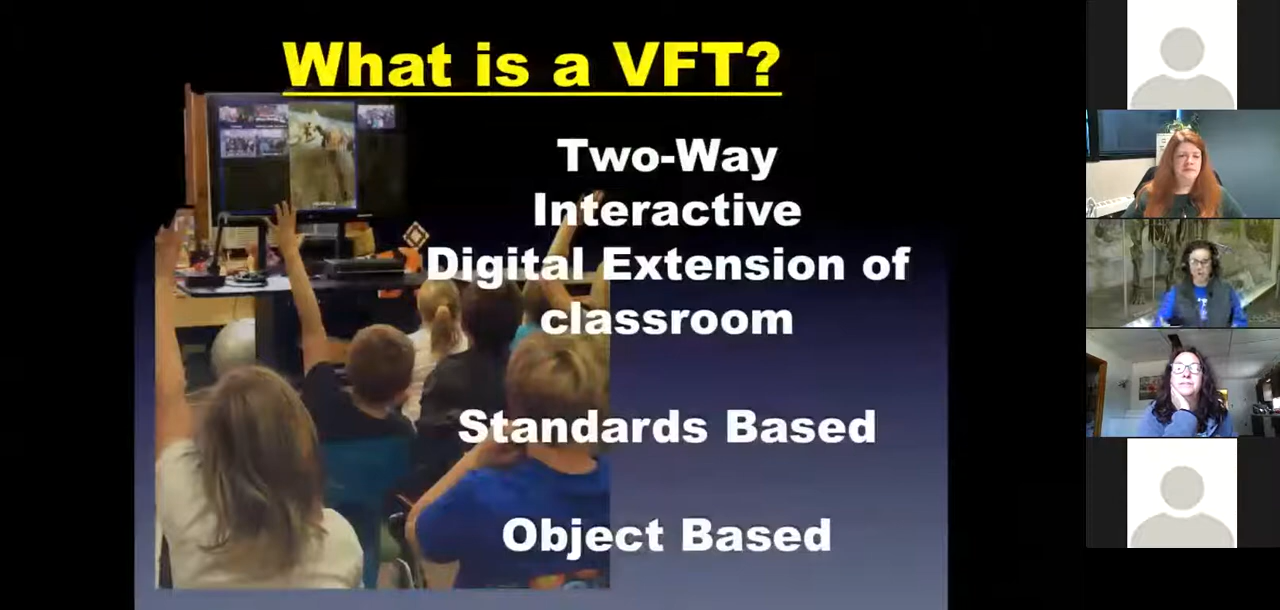 What is a VFT?
Two-Way
Interactive
Digital Extension of
classroom
Standards Based
Object Based